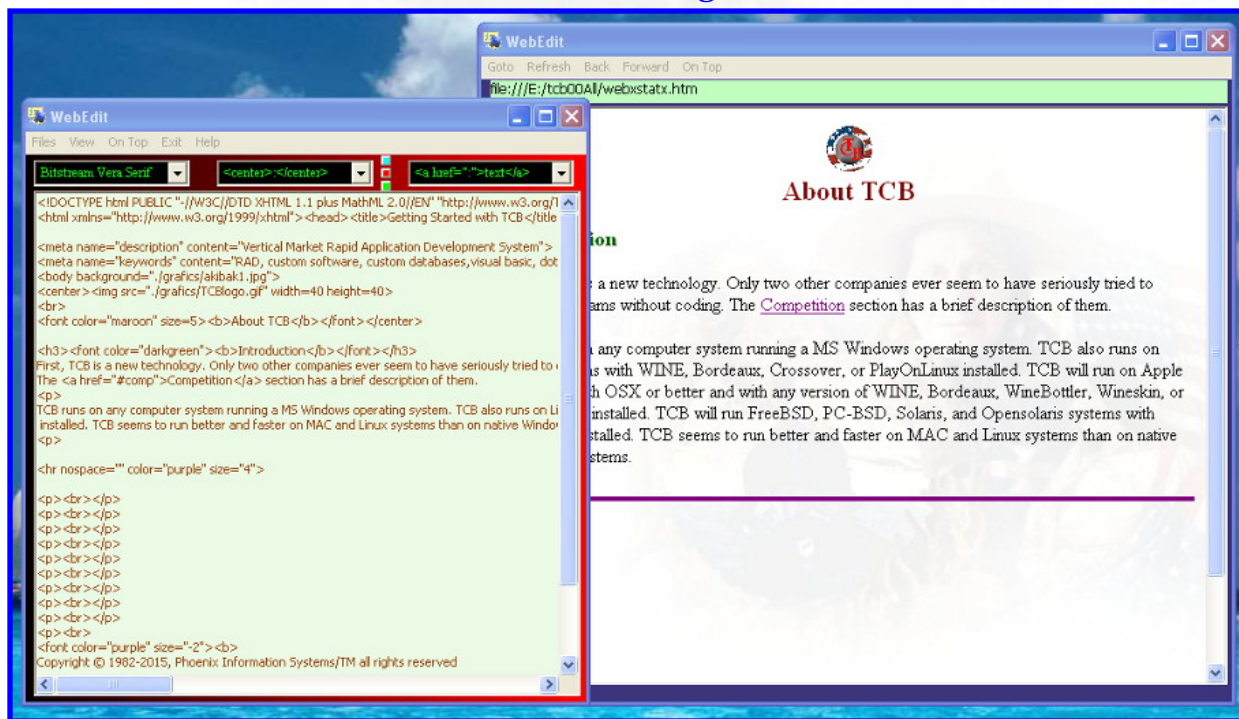 WebEdit
Goto Refresh Back Forward On Top
file:///E:/tcb00All/webxstatx.htm
About TCB
ion
a new technology. Only two other companies ever seem to have seriously tried to
ams without coding. The Competition section has a brief description of them.
any computer system running a MS Windows operating system. TCB also runs on
s with WINE, Bordeaux, Crossover, or PlayOnLinux installed. TCB will run on Apple
h OSX or better and with any version of WINE, Bordeaux, WineBottler, Wineskin, or
installed. TCB will run FreeBSD, PC-BSD, Solaris, and Opensolaris systems with
stalled. TCB seems to run better and faster on MAC and Linux systems than on native
stems.
WebEdit
Files View On Top Exit Help
Bitstream Vera Serif <center>:</center> <a href=":">text</a>
<!DOCTYPE html PUBLIC "-//W3C//DTD XHTML 1.1 plus MathML 2.0//EN" "http://www.w3.org/1
<html xmlns="http://www.w3.org/1999/xhtml"><head><title>Getting Started with TCB</title
<meta name="description" content="Vertical Market Rapid Application Development System">
<meta name="keywords" content="RAD, custom software, custom databases,visual basic, dot
<body background="./grafics/akibak1.jpg">
<center><img src="./grafics/TCBlogo.gif" width=40 height=40>
<br>
<font color="maroon" size=5><b>About TCB</b></font></center>
<h3><font color="darkgreen"><b>Introduction</b></font></h3>
First, TCB is a new technology. Only two other companies ever seem to have seriously tried to
The <a href="#comp">Competition</a> section has a brief description of them.
<p>
TCB runs on any computer system running a MS Windows operating system. TCB also runs on Li
installed. TCB seems to run better and faster on MAC and Linux systems than on native Windo
<p>
<hr nospace="" color="purple" size="4">
<p><br></p>
<p><br></p>
<p><br></p>
<p><br></p>
<p><br></p>
<p><br></p>
<p><br></p>
<p><br></p>
<p><br></p>
<p><br>
<font color="purple" size="-2"><b>
Copyright © 1982-2015, Phoenix Information Systems/TM all rights reserved